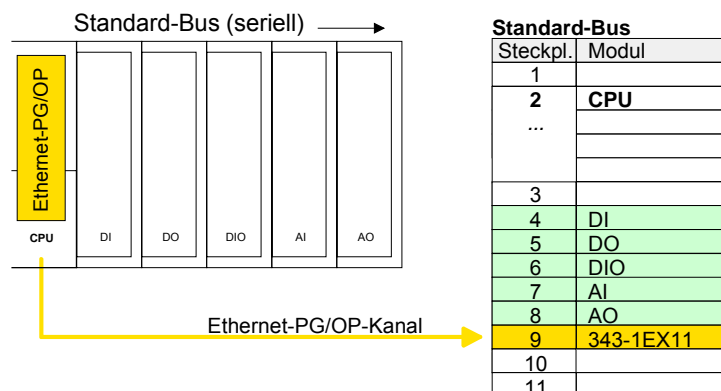 Standard-Bus (seriell)
Ethernet-PG/OP
CPU
DI
DO
DIO
AI
AO
Ethernet-PG/OP-Kanal
Standard-Bus
Steckpl. Modul
1
2 CPU
...
3
4 DI
5 DO
6 DIO
7 AI
8 AO
9 343-1EX11
10
11